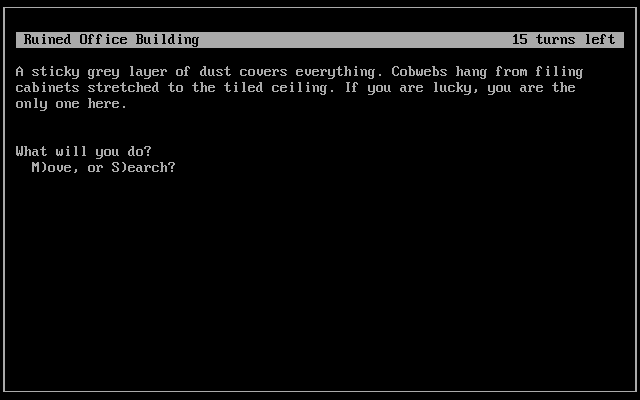 Ruined Office Building 15 turns left
A sticky grey layer of dust covers everything. Cobwebs hang from filing
cabinets stretched to the tiled ceiling. If you are lucky, you are the
only one here.
What will you do?
M)ove, or S)earch?